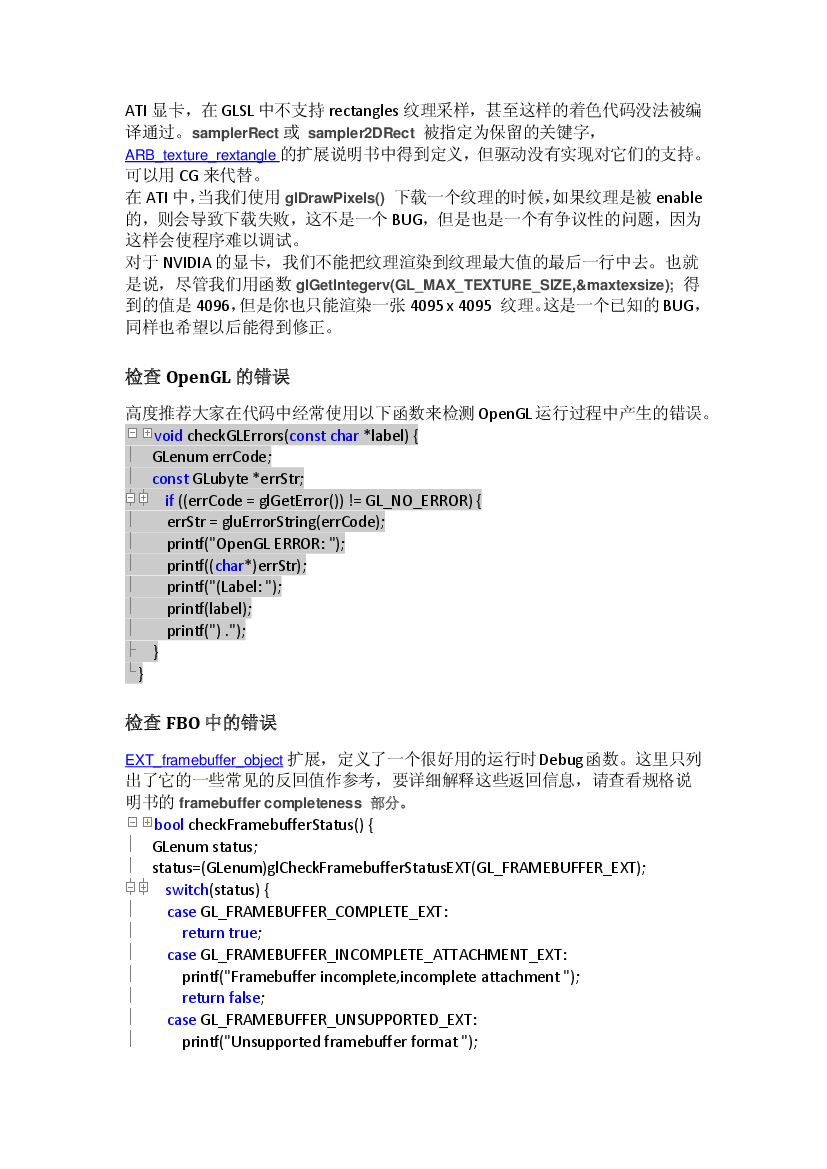 ATI 显卡，在 GLSL 中不支持 rectangles 纹理采样，甚至这样的着色代码没法被编
译通过。samplerRect 或 sampler2DRect 被指定为保留的关键字，
ARB_texture_rextangle 的扩展说明书中得到定义，但驱动没有实现对它们的支持。
可以用 CG 来代替。
在 ATI 中，当我们使用 glDrawPixels() 下载一个纹理的时候，如果纹理是被 enable
的，则会导致下载失败，这不是一个 BUG，但是也是一个有争议性的问题，因为
这样会使程序难以调试。
对于 NVIDIA 的显卡，我们不能把纹理渲染到纹理最大值的最后一行中去。也就
是说，尽管我们用函数 glGetIntegerv(GL_MAX_TEXTURE_SIZE,&maxtexsize); 得
到的值是 4096，但是你也只能渲染一张 4095 x 4095 纹理。这是一个已知的 BUG，
同样也希望以后能得到修正。
检查 OpenGL 的错误
高度推荐大家在代码中经常使用以下函数来检测 OpenGL 运行过程中产生的错误。
void checkGLErrors(const char *label) {
GLenum errCode;
const GLubyte *errStr;
if ((errCode = glGetError()) != GL_NO_ERROR) {
errStr = gluErrorString(errCode);
printf("OpenGL ERROR: ");
printf((char*)errStr);
printf("(Label: ");
printf(label);
printf(") .");
}
}
检查 FBO 中的错误
EXT_framebuffer_object 扩展，定义了一个很好用的运行时 Debug 函数。这里只列
出了它的一些常见的反回值作参考，要详细解释这些返回信息，请查看规格说
明书的 framebuffer completeness 部分。
bool checkFramebufferStatus() {
GLenum status;
status=(GLenum)glCheckFramebufferStatusEXT(GL_FRAMEBUFFER_EXT);
switch(status) {
case GL_FRAMEBUFFER_COMPLETE_EXT:
return true;
case GL_FRAMEBUFFER_INCOMPLETE_ATTACHMENT_EXT:
printf("Framebuffer incomplete,incomplete attachment ");
return false;
case GL_FRAMEBUFFER_UNSUPPORTED_EXT:
printf("Unsupported framebuffer format ");